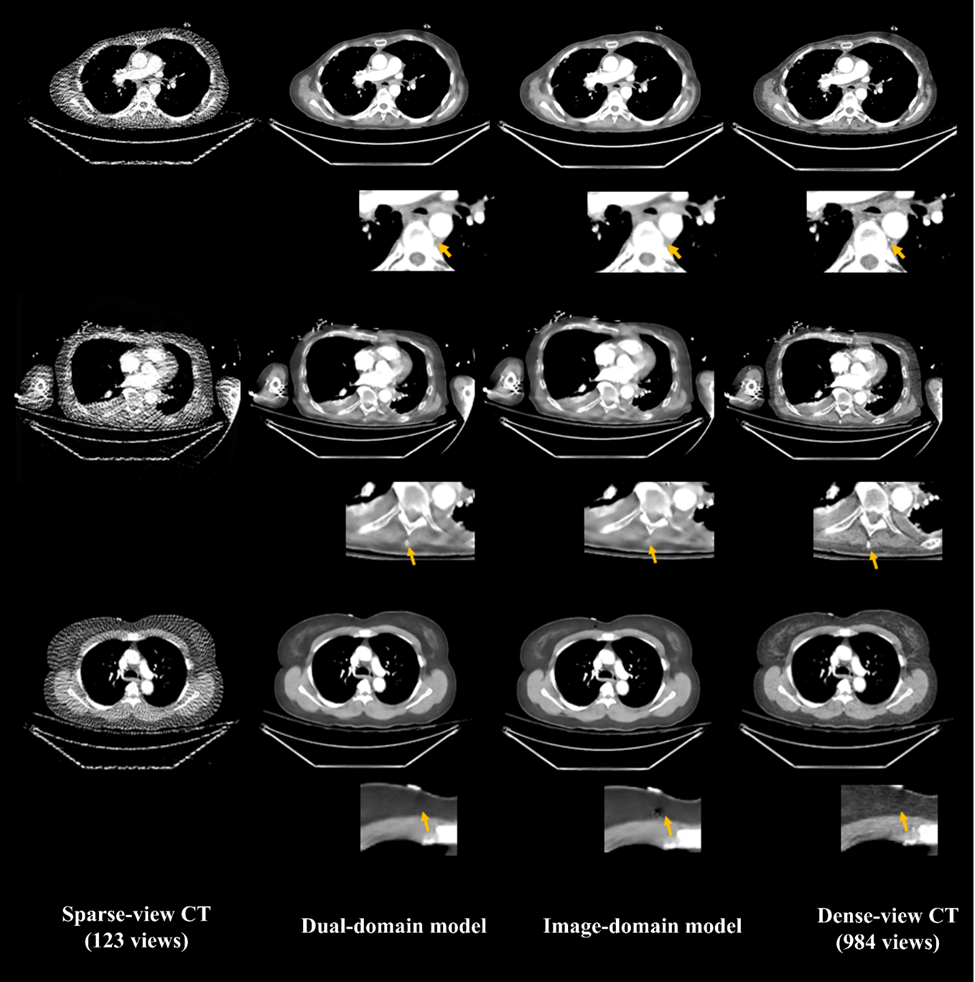 Sparse-view CT
(123 views)
Dual-domain model
Image-domain model
Dense-view CT
(984 views)